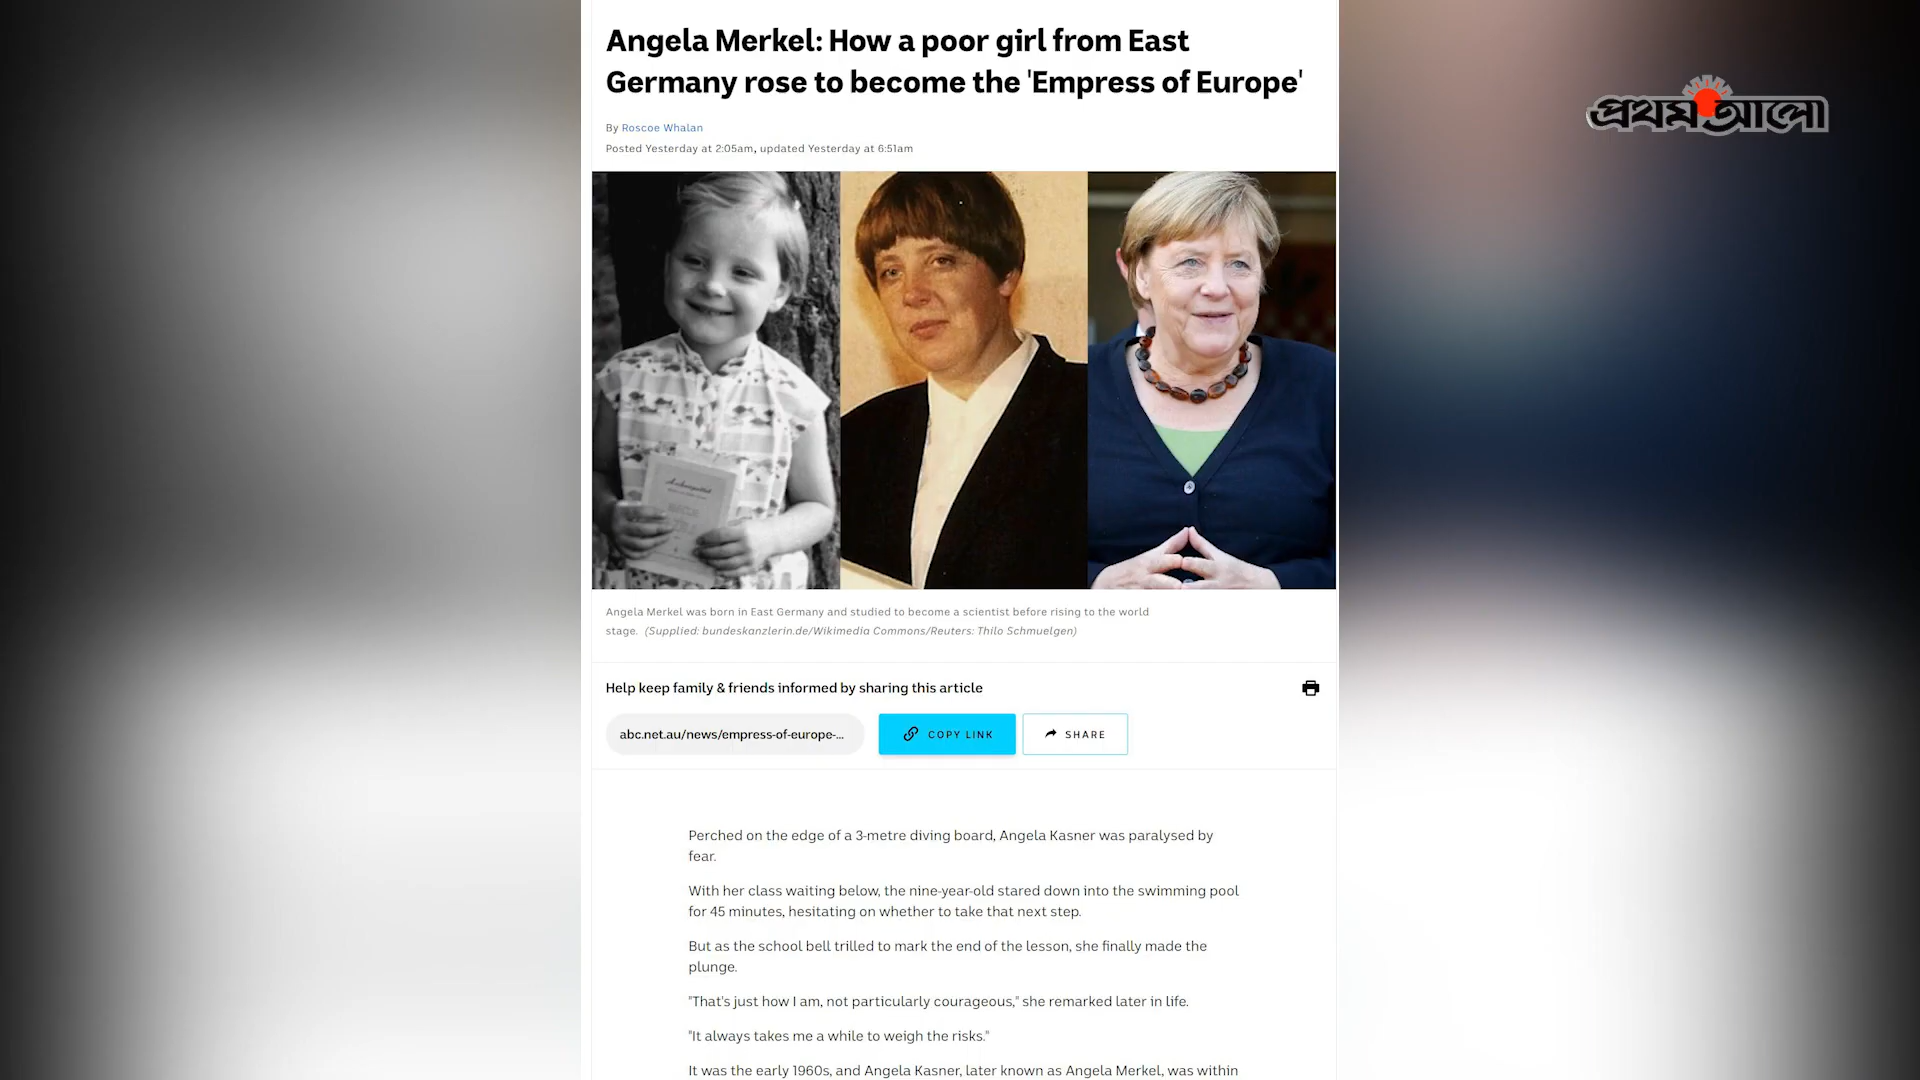 Angela Merkel: How a poor girl from East
Germany rose to become the 'Empress of Europe'
প্রথম আলো
By Roscoe Whalan
Posted Yesterday at 2:05am, updated Yesterday at 6:51am
Angela Merkel was born in East Germany and studied to become a scientist before rising to the world
stage. (Supplied: bundeskanzlerin.de/Wikimedia Commons/Reuters: Thilo Schmuelgen)
Help keep family & friends informed by sharing this article
abc.net.au/news/empress-of-europe-...
COPY LINK
SHARE
Perched on the edge of a 3-metre diving board, Angela Kasner was paralysed by
fear.
With her class waiting below, the nine-year-old stared down into the swimming pool
for 45 minutes, hesitating on whether to take that next step.
But as the school bell trilled to mark the end of the lesson, she finally made the
plunge.
"That's just how I am, not particularly courageous," she remarked later in life.
"It always takes me a while to weigh the risks."
It was the early 1960s, and Angela Kasner, later known as Angela Merkel, was within